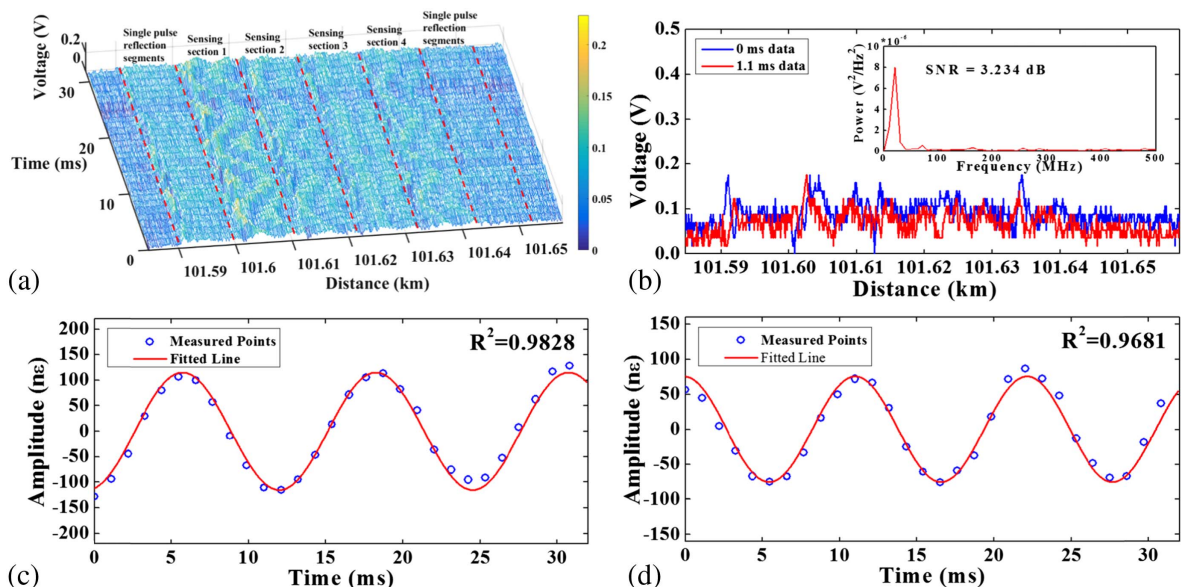 Single pulse
reflection
segments
Sensing
section 1
Sensing
section 2
Sensing
section 3
Sensing
section 4
Single pulse
reflection
segments
Voltage (V)
0.2
0
30
20
10
0
Time (ms)
101.59
101.6
101.61
101.62
101.63
101.64
101.65
Distance (km)
0.2
0.15
0.1
0.05
0
(a)
0 ms data
1.1 ms data
Voltage (V)
0.5
0.4
0.3
0.2
0.1
0.0
101.59 101.60 101.61 101.62 101.63 101.64 101.65
Distance (km)
SNR = 3.234 dB
Power (V²/Hz²)
10
8
6
4
2
0
0 100 200 300 400 500
Frequency (MHz)
(b)
Measured Points
Fitted Line
R²=0.9828
Amplitude (nε)
200
150
100
50
0
-50
-100
-150
-200
0 5 10 15 20 25
Time (ms)
(c)
Measured Points
Fitted Line
R²=0.9681
Amplitude (nε)
150
100
50
0
-50
-100
-150
0 5 10 15 20 25 30
Time (ms)
(d)